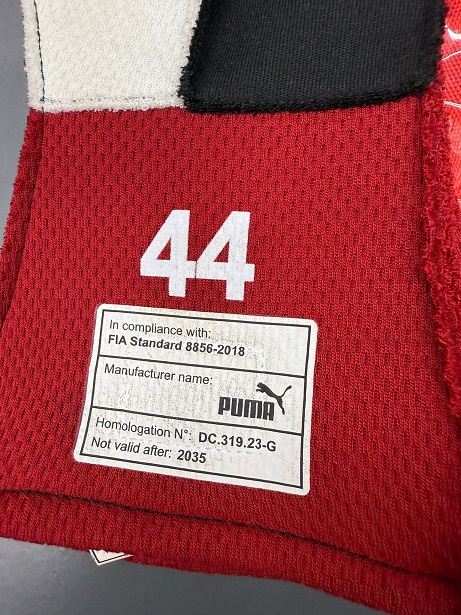 44
In compliance with:
FIA Standard 8856-2018
Manufacturer name:
PUMA
Homologation N°: DC.319.23-G
Not valid after: 2035